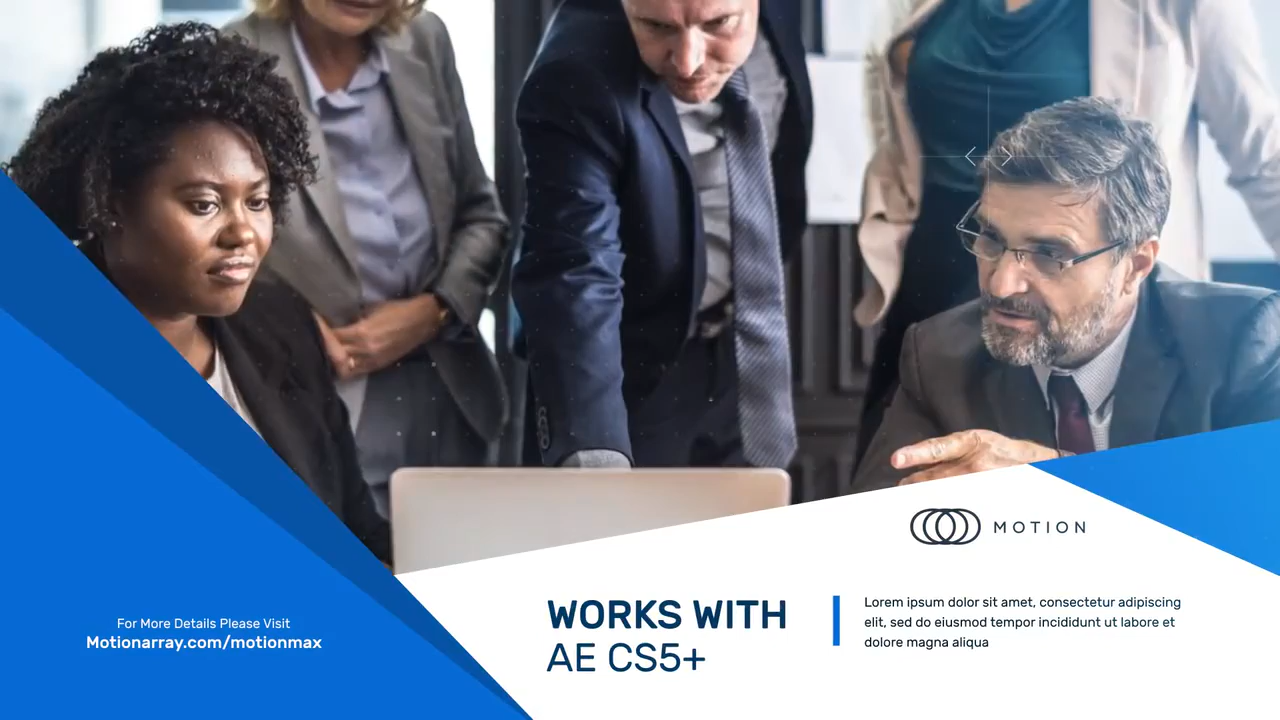 MOTION
For More Details Please Visit
Motionarray.com/motionmax
WORKS WITH
AE CS5+
Lorem ipsum dolor sit amet, consectetur adipiscing
elit, sed do eiusmod tempor incididunt ut labore et
dolore magna aliqua